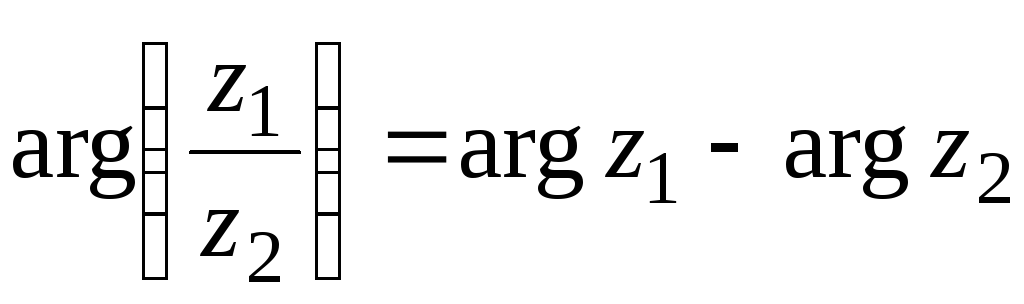 arg(z₁/z₂) = arg z₁ - arg z₂